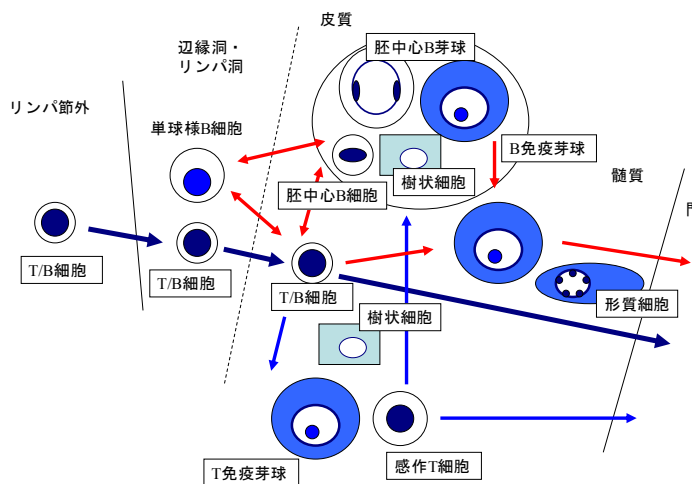 皮質
辺縁洞・
リンパ洞
胚中心B芽球
リンパ節外
単球様B細胞
B免疫芽球
樹状細胞
髄質
胚中心B細胞
門
T/B細胞
T/B細胞
T/B細胞
形質細胞
樹状細胞
T免疫芽球
感作T細胞